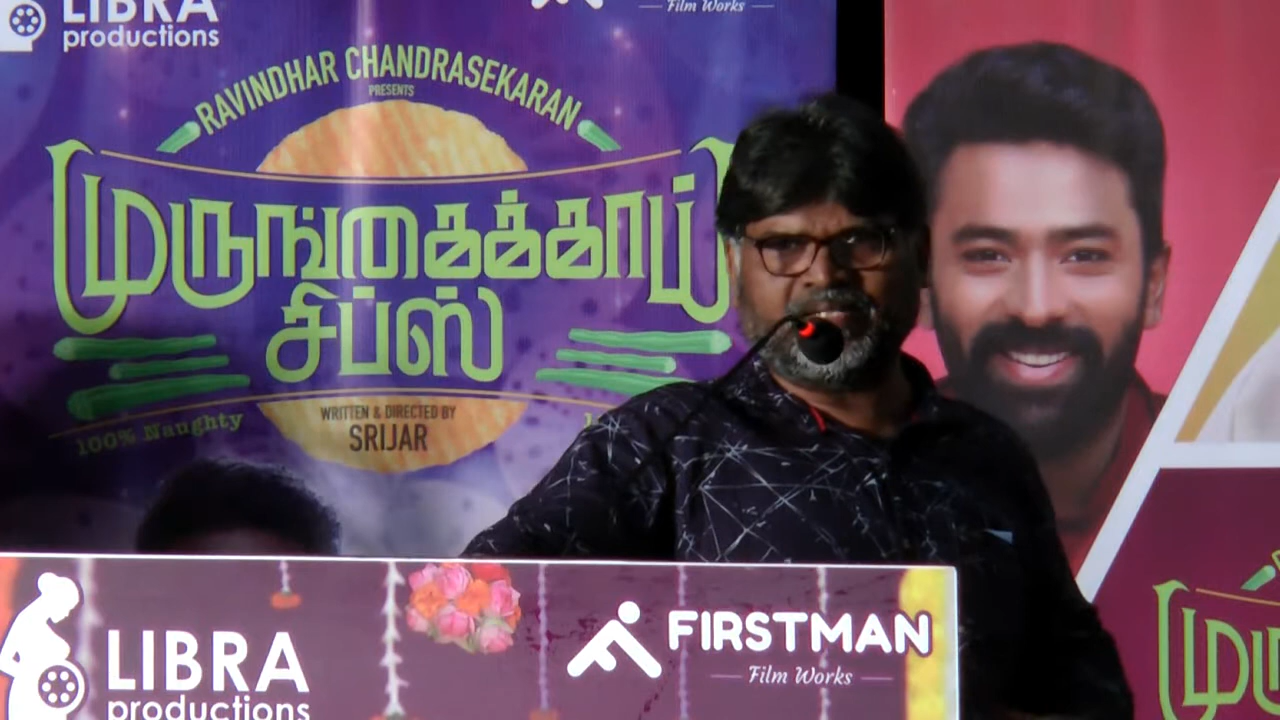 LIBRA
productions
Film Works
RAVINDHAR CHANDRASEKARAN
PRESENTS
முருங்கைக்காய்
சிப்ஸ்
100% Naughty
WRITTEN & DIRECTED BY
SRIJAR
LIBRA
productions
FIRSTMAN
Film Works